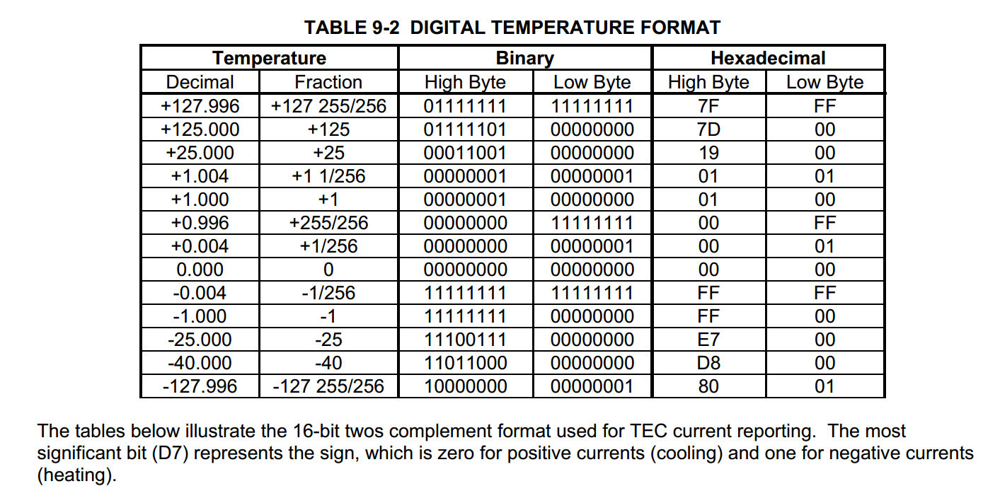 TABLE 9-2 DIGITAL TEMPERATURE FORMAT
Temperature Binary Hexadecimal
Decimal Fraction High Byte Low Byte High Byte Low Byte
+127.996 +127 255/256 01111111 11111111 7F FF
+125.000 +125 01111101 00000000 7D 00
+25.000 +25 00011001 00000000 19 00
+1.004 +1 1/256 00000001 00000001 01 01
+1.000 +1 00000001 00000000 01 00
+0.996 +255/256 00000000 11111111 00 FF
+0.004 +1/256 00000000 00000001 00 01
0.000 0 00000000 00000000 00 00
-0.004 -1/256 11111111 11111111 FF FF
-1.000 -1 11111111 00000000 FF 00
-25.000 -25 11100111 00000000 E7 00
-40.000 -40 11011000 00000000 D8 00
-127.996 -127 255/256 10000000 00000001 80 01
The tables below illustrate the 16-bit twos complement format used for TEC current reporting. The most
significant bit (D7) represents the sign, which is zero for positive currents (cooling) and one for negative currents
(heating).